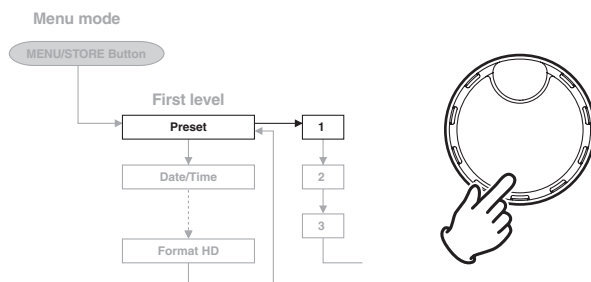 Menu mode
MENU/STORE Button
First level
Preset
1
Date/Time
2
3
Format HD